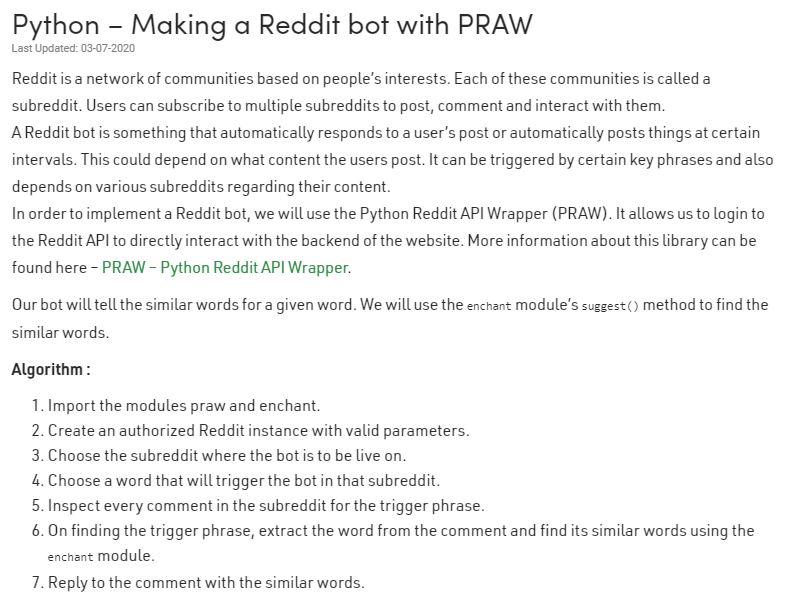 Python – Making a Reddit bot with PRAW
Last Updated: 03-07-2020
Reddit is a network of communities based on people’s interests. Each of these communities is called a
subreddit. Users can subscribe to multiple subreddits to post, comment and interact with them.
A Reddit bot is something that automatically responds to a user’s post or automatically posts things at certain
intervals. This could depend on what content the users post. It can be triggered by certain key phrases and also
depends on various subreddits regarding their content.
In order to implement a Reddit bot, we will use the Python Reddit API Wrapper (PRAW). It allows us to login to
the Reddit API to directly interact with the backend of the website. More information about this library can be
found here – PRAW – Python Reddit API Wrapper.
Our bot will tell the similar words for a given word. We will use the enchant module’s suggest() method to find the
similar words.
Algorithm :
1. Import the modules praw and enchant.
2. Create an authorized Reddit instance with valid parameters.
3. Choose the subreddit where the bot is to be live on.
4. Choose a word that will trigger the bot in that subreddit.
5. Inspect every comment in the subreddit for the trigger phrase.
6. On finding the trigger phrase, extract the word from the comment and find its similar words using the
enchant module.
7. Reply to the comment with the similar words.